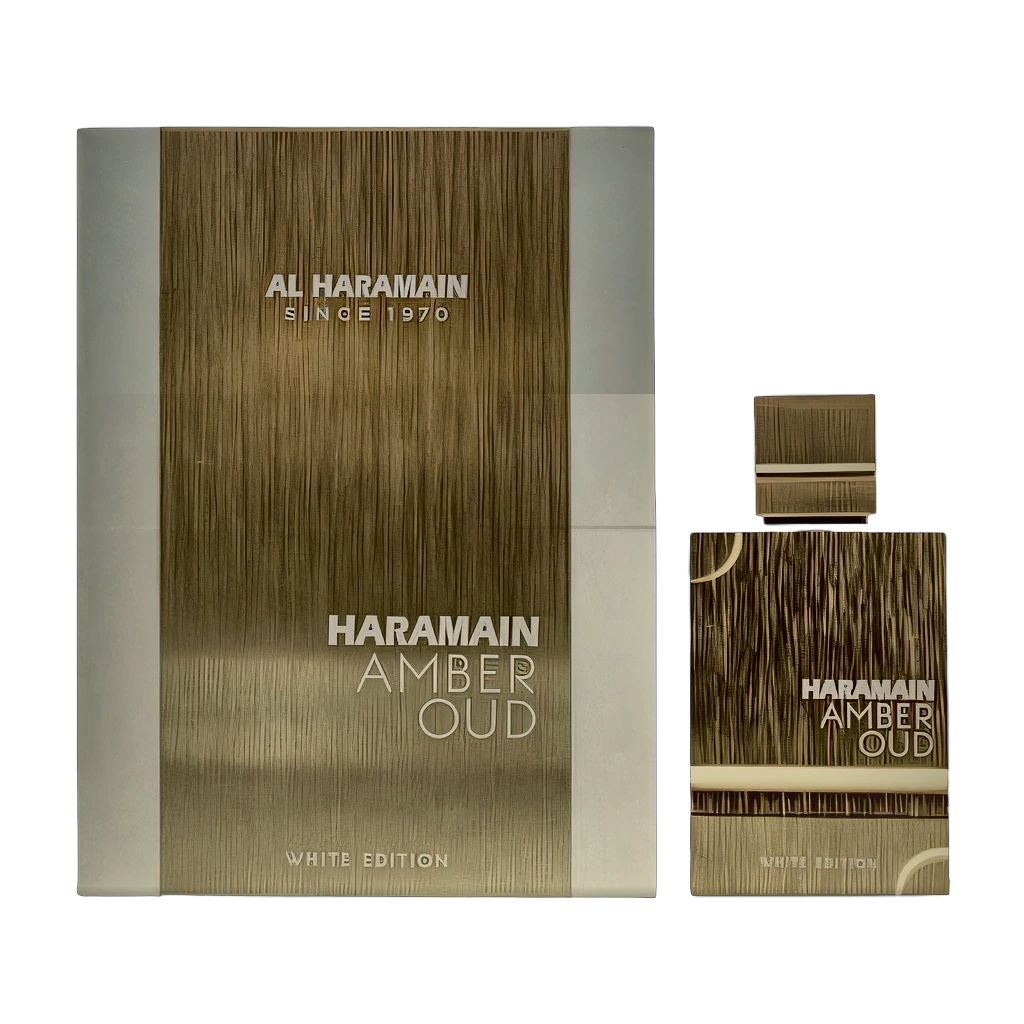 AL HARAMAIN
SINCE 1970
HARAMAIN
AMBER
OUD
WHITE EDITION
HARAMAIN
AMBER
OUD
WHITE EDITION